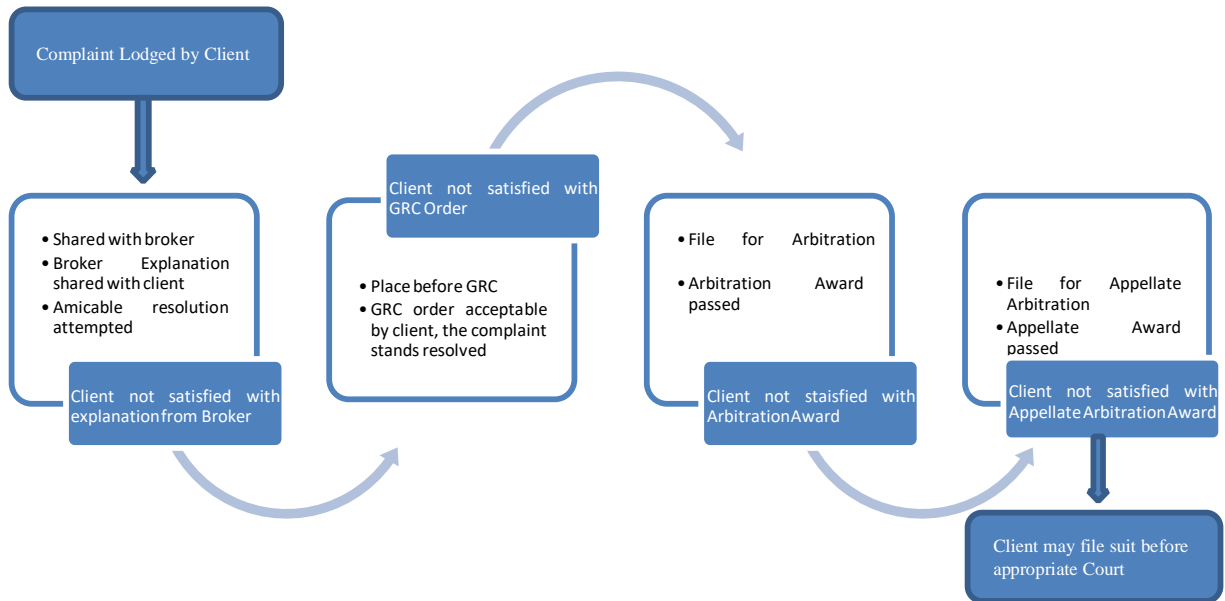 Complaint Lodged by Client
• Shared with broker
• Broker Explanation
shared with client
• Amicable resolution
attempted
Client not satisfied with
explanation from Broker
Client not satisfied with
GRC Order
• Place before GRC
• GRC order acceptable
by client, the complaint
stands resolved
• File for Arbitration
• Arbitration Award
passed
Client not staisfied with
Arbitration Award
• File for Appellate
Arbitration
• Appellate Award
passed
Client not satisfied with
Appellate Arbitration Award
Client may file suit before
appropriate Court